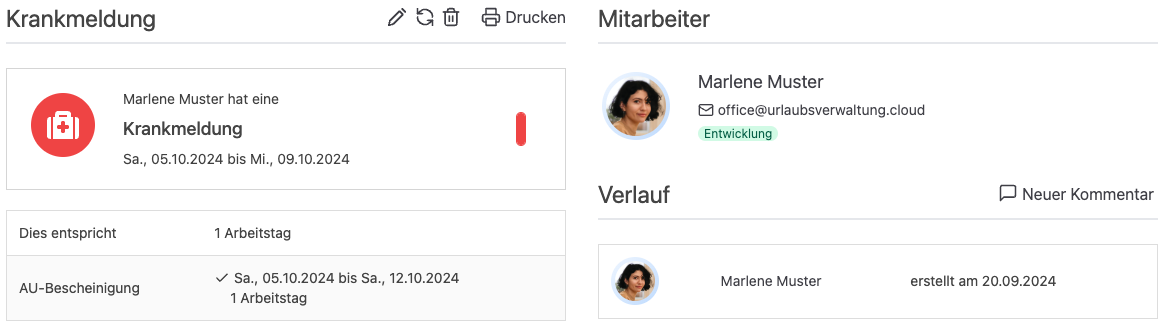 Krankmeldung
Drucken
Marlene Muster hat eine
Krankmeldung
Sa., 05.10.2024 bis Mi., 09.10.2024
Dies entspricht 1 Arbeitstag
AU-Bescheinigung
Sa., 05.10.2024 bis Sa., 12.10.2024
1 Arbeitstag
Mitarbeiter
Marlene Muster
office@urlaubsverwaltung.cloud
Entwicklung
Verlauf
Neuer Kommentar
Marlene Muster erstellt am 20.09.2024